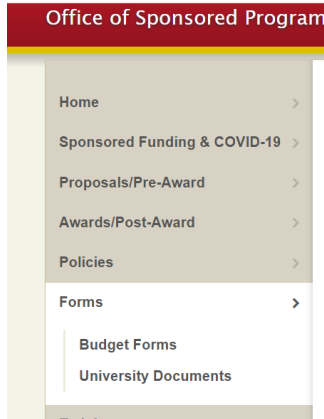 Office of Sponsored Program
Home
Sponsored Funding & COVID-19
Proposals/Pre-Award
Awards/Post-Award
Policies
Forms
Budget Forms
University Documents